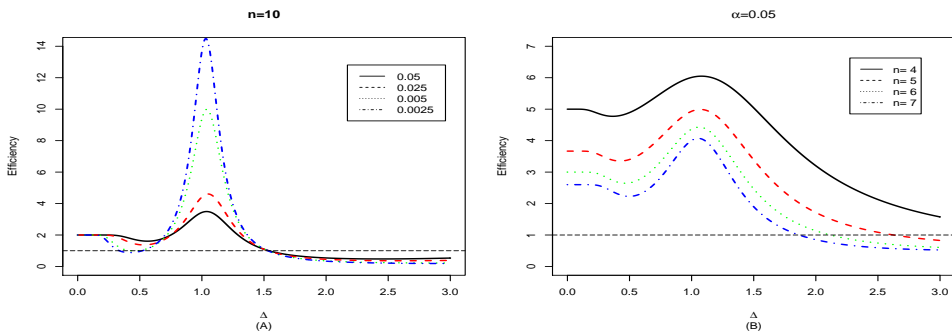 n=10
Efficiency
0 2 4 6 8 10 12 14
0.05
0.025
0.005
0.0025
0.0 0.5 1.0 1.5 2.0 2.5 3.0
Δ
(A)
α=0.05
Efficiency
0 1 2 3 4 5 6 7
n= 4
n= 5
n= 6
n= 7
0.0 0.5 1.0 1.5 2.0 2.5 3.0
Δ
(B)